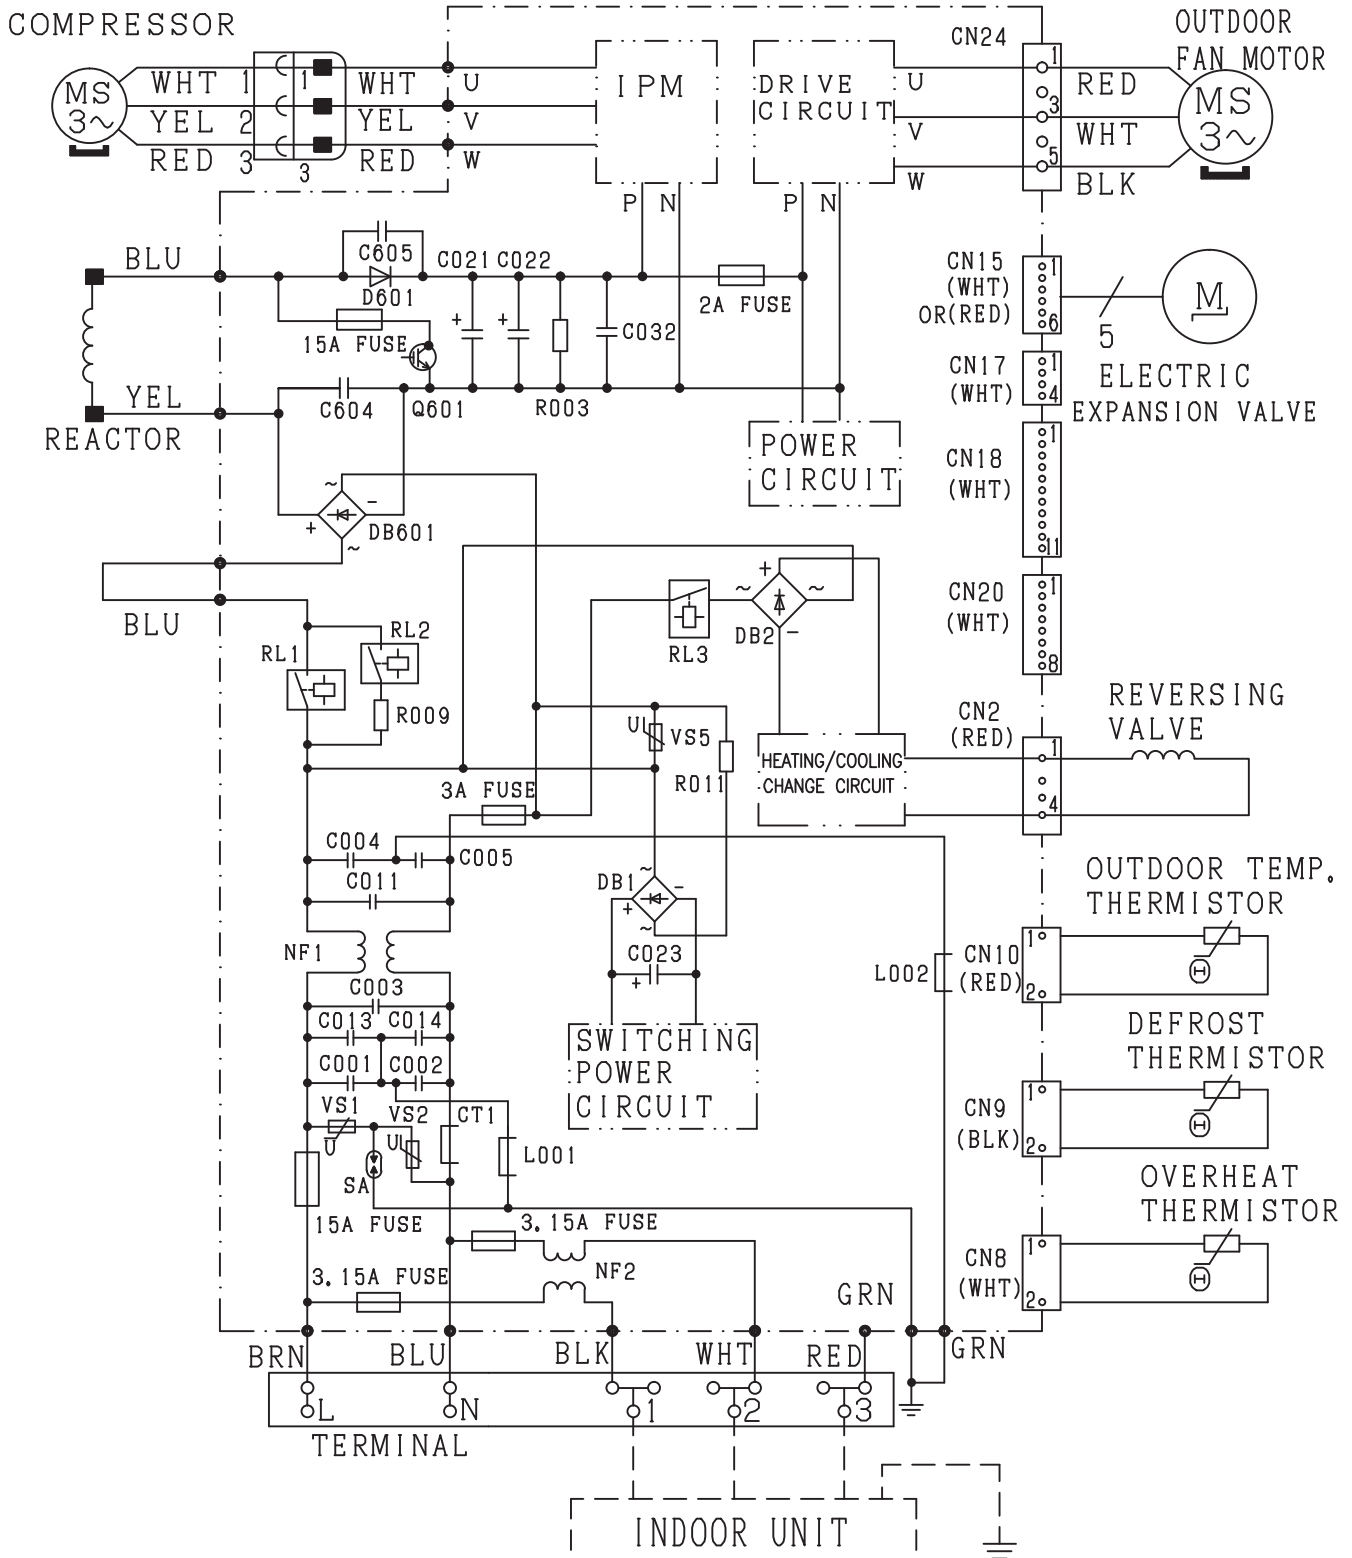 COMPRESSOR
OUTDOOR
FAN MOTOR
CN24
MS
3~
WHT 1
YEL 2
RED 3
1
3
WHT
YEL
RED
U
V
W
IPM
DRIVE
CIRCUIT
U
V
W
1
3
5
RED
WHT
BLK
MS
3~
P N
P N
BLU
C605
D601
C021
C022
+
+
15A FUSE
C032
2A FUSE
YEL
REACTOR
C604
Q601
R003
CN15
(WHT)
OR(RED)
1
6
5
M
ELECTRIC
EXPANSION VALVE
CN17
(WHT)
1
4
POWER
CIRCUIT
CN18
(WHT)
1
11
~
-
+
~
DB601
CN20
(WHT)
1
8
BLU
RL1
RL2
R009
RL3
~
+
~
-
DB2
U
VS5
R011
3A FUSE
HEATING/COOLING
CHANGE CIRCUIT
CN2
(RED)
1
4
REVERSING
VALVE
C004
C005
C011
DB1
~
-
+
~
C023
+
NF1
C003
C013
C014
C001
C002
VS1
U
VS2
U
CT1
SA
L001
15A FUSE
SWITCHING
POWER
CIRCUIT
L002
OUTDOOR TEMP.
THERMISTOR
CN10
(RED)
1
2
Θ
DEFROST
THERMISTOR
CN9
(BLK)
1
2
Θ
OVERHEAT
THERMISTOR
CN8
(WHT)
1
2
Θ
3.15A FUSE
NF2
3.15A FUSE
GRN
GRN
BRN
BLU
BLK
WHT
RED
L
N
1
2
3
TERMINAL
INDOOR UNIT